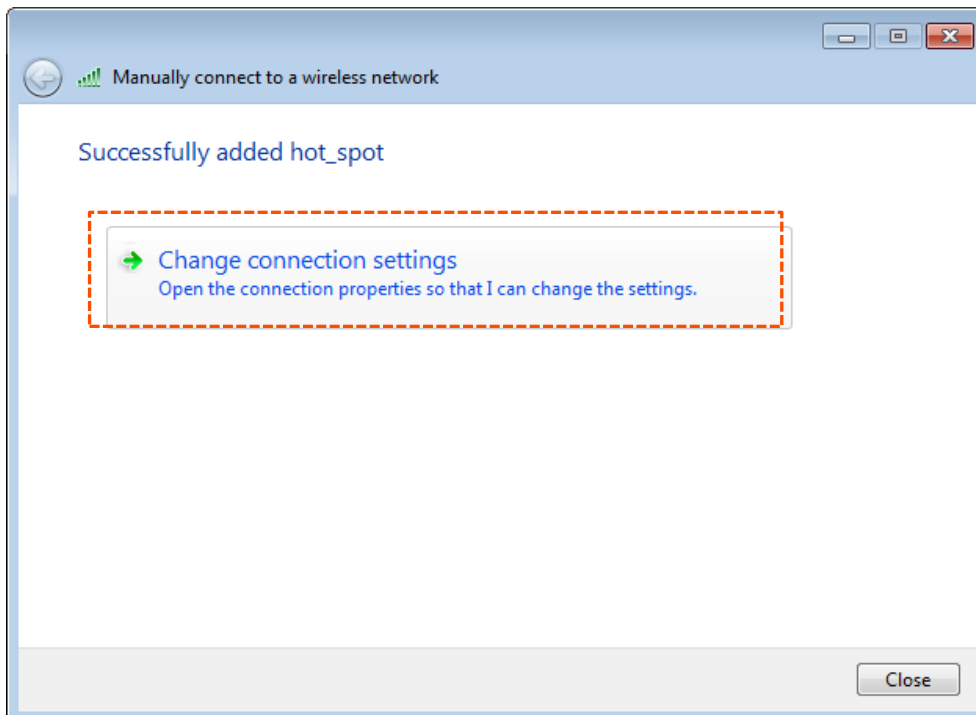 Manually connect to a wireless network
Successfully added hot_spot
Change connection settings
Open the connection properties so that I can change the settings.
Close